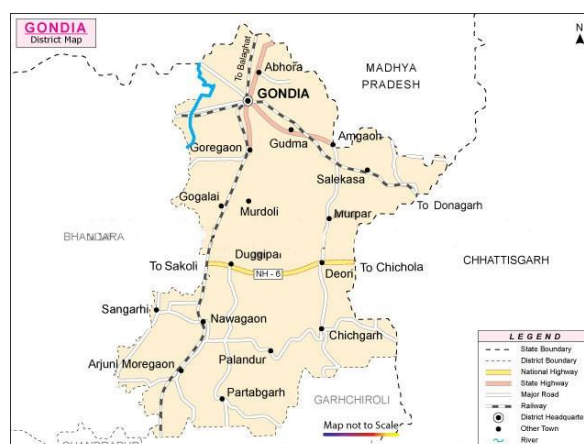 GONDIA
District Map
N
To Balaghat
Abhora
MADHYA
PRADESH
GONDIA
Gudma
Amgaon
Goregaon
Salekasa
Gogalai
Murdoli
To Donagarh
Murpar
Duggipar
To Sakoli
Deori
To Chichola
CHHATTISGARH
NH - 6
Sangarhi
Nawagaon
Chichgarh
Palandur
Arjuni Moregaon
Partabgarh
GARHCHIROLI
Map not to Scale
LEGEND
State Boundary
District Boundary
National Highway
State Highway
Major Road
Railway
District Headquarte
Other Town
River